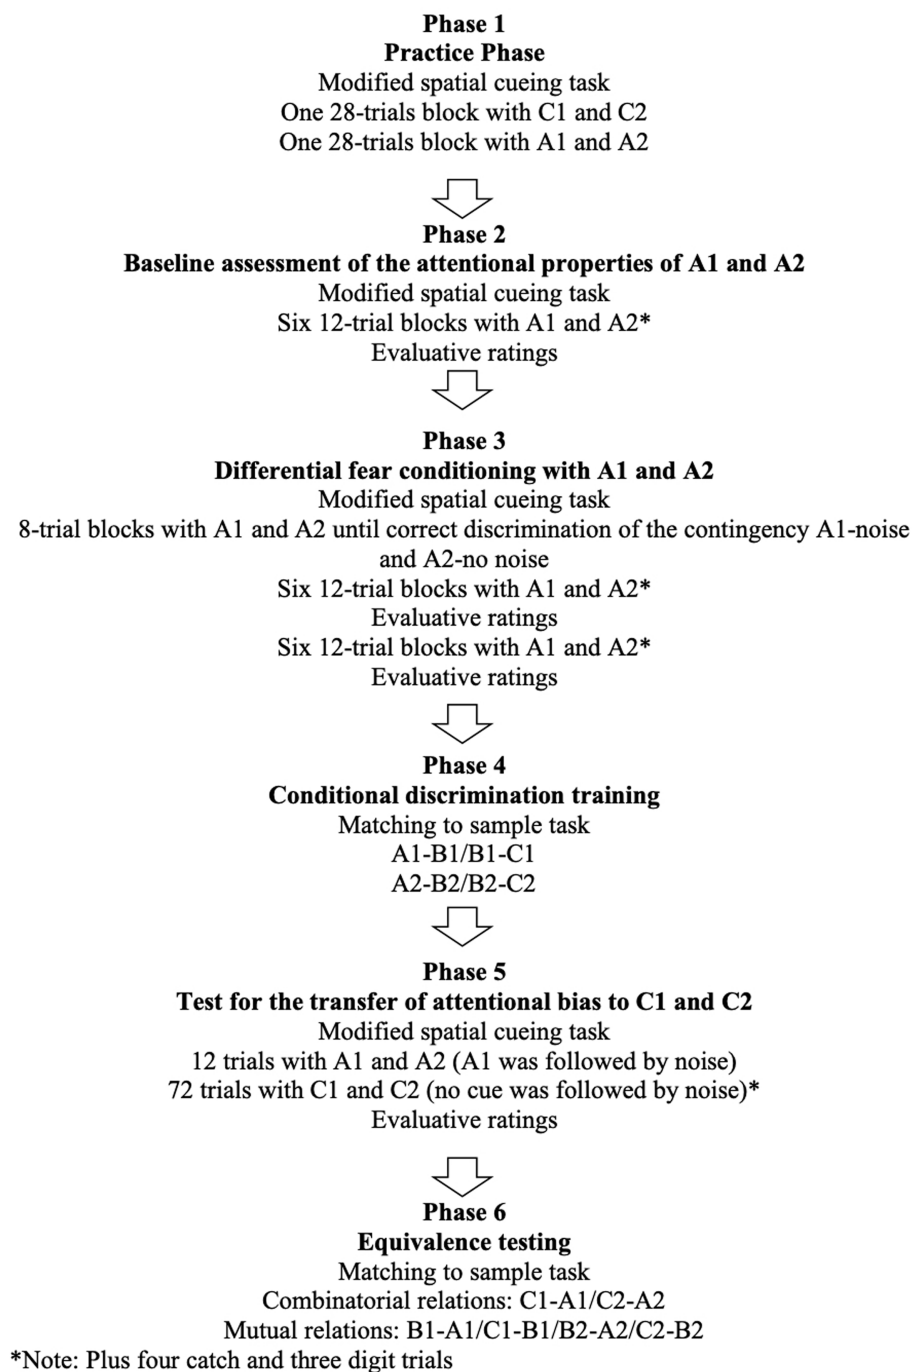 Phase 1
Practice Phase
Modified spatial cueing task
One 28-trials block with C1 and C2
One 28-trials block with A1 and A2
Phase 2
Baseline assessment of the attentional properties of A1 and A2
Modified spatial cueing task
Six 12-trial blocks with A1 and A2*
Evaluative ratings
Phase 3
Differential fear conditioning with A1 and A2
Modified spatial cueing task
8-trial blocks with A1 and A2 until correct discrimination of the contingency A1-noise
and A2-no noise
Six 12-trial blocks with A1 and A2*
Evaluative ratings
Six 12-trial blocks with A1 and A2*
Evaluative ratings
Phase 4
Conditional discrimination training
Matching to sample task
A1-B1/B1-C1
A2-B2/B2-C2
Phase 5
Test for the transfer of attentional bias to C1 and C2
Modified spatial cueing task
12 trials with A1 and A2 (A1 was followed by noise)
72 trials with C1 and C2 (no cue was followed by noise)*
Evaluative ratings
Phase 6
Equivalence testing
Matching to sample task
Combinatorial relations: C1-A1/C2-A2
Mutual relations: B1-A1/C1-B1/B2-A2/C2-B2
*Note: Plus four catch and three digit trials